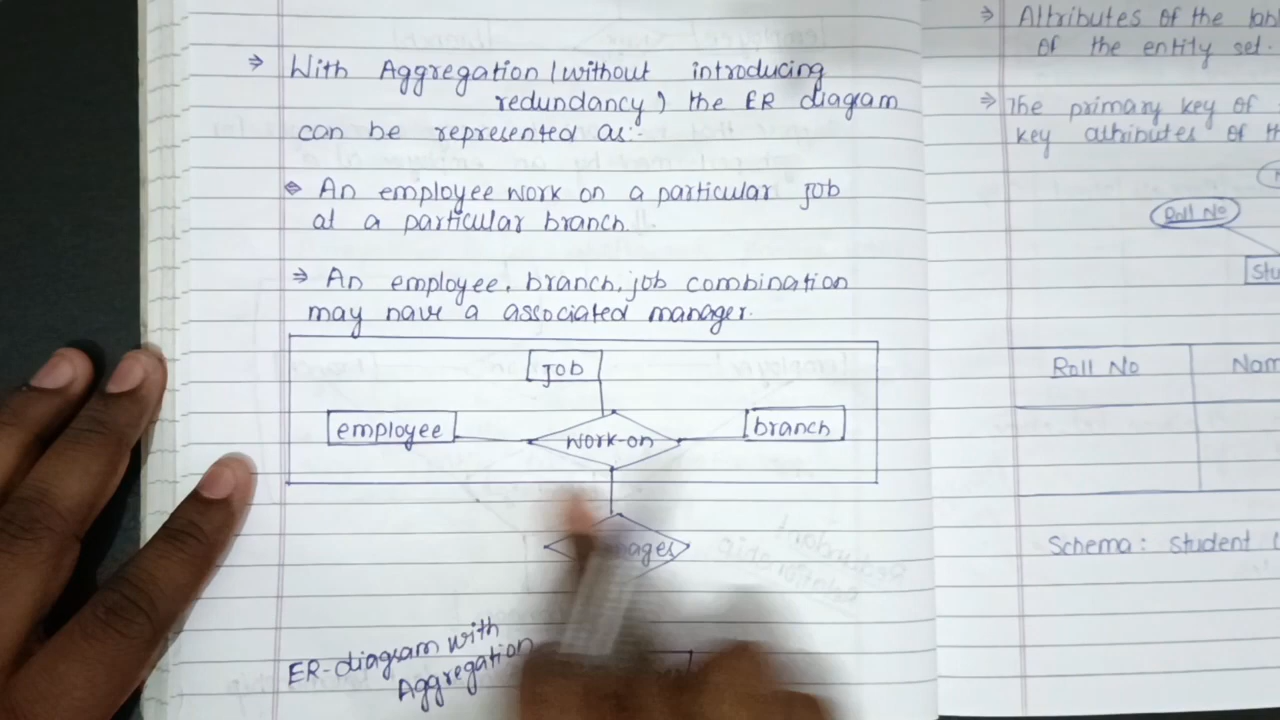 ⇒ With Aggregation (without introducing
redundancy) the ER diagram
can be represented as:-
⇒ An employee work on a particular job
at a particular branch.
⇒ An employee, branch, job combination
may have a associated manager.
job
employee
work-on
branch
ER-diagram with
Aggregation
⇒ Attributes of the
of the entity set.
⇒ The primary key of
key attributes of
Roll No
Roll No
Schema: Student